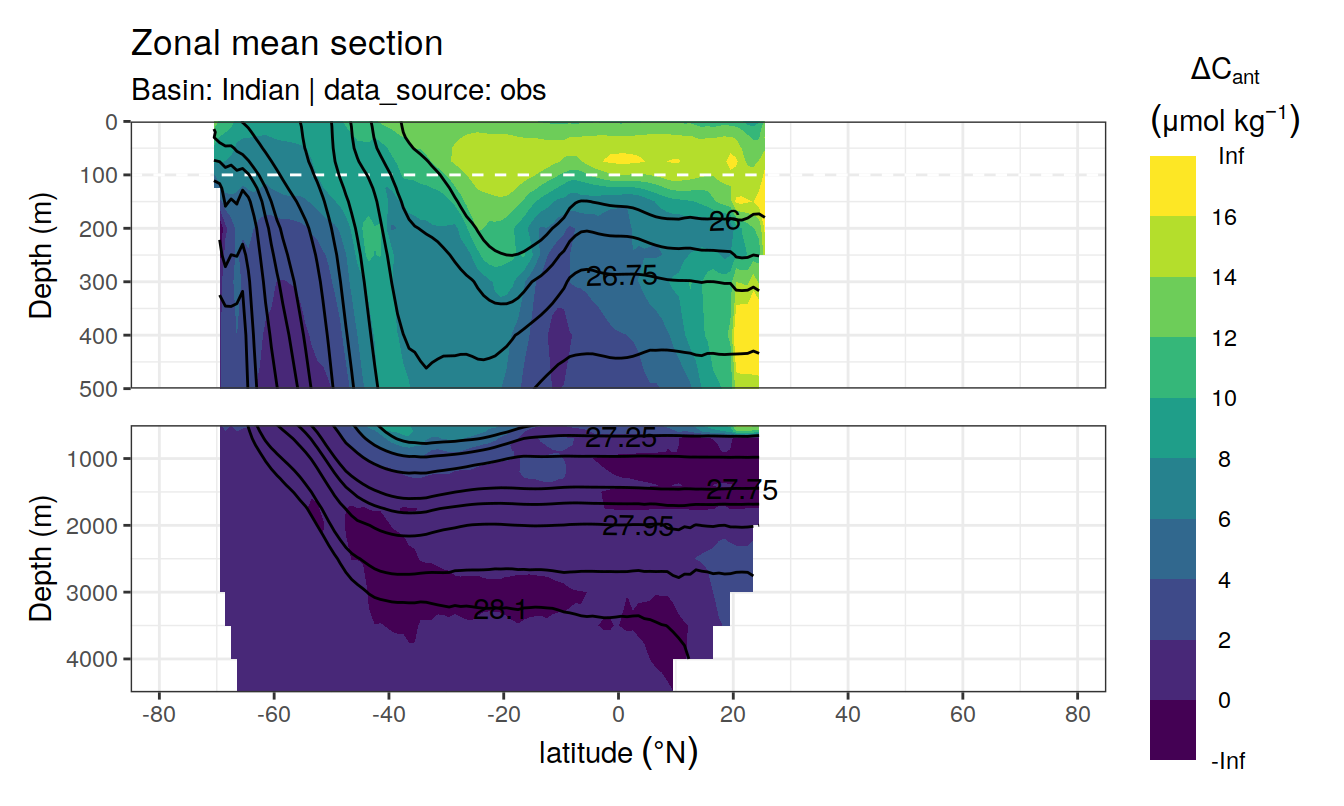 Zonal mean section
Basin: Indian | data_source: obs
ΔCant
(μmol kg−1)
Inf
16
14
12
10
8
6
4
2
0
-Inf
Depth (m)
0
100
200
300
400
500
26
26.75
Depth (m)
1000
2000
3000
4000
27.25
27.75
27.95
28.1
-80 -60 -40 -20 0 20 40 60 80
latitude (°N)